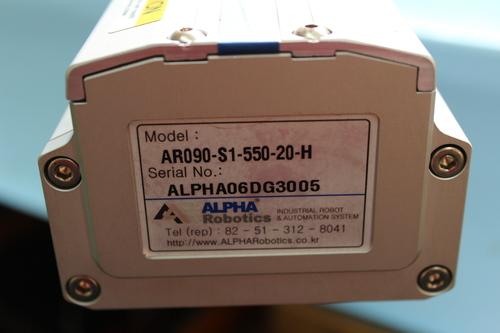 CN
Model :
AR090-S1-550-20-H
Serial No.:
ALPHA06DG3005
ALPHA Robotics
INDUSTRIAL ROBOT & AUTOMATION SYSTEM
Tel (rep) : 82 - 51 - 312 - 8041
http://www.ALPHARobotics.co.kr